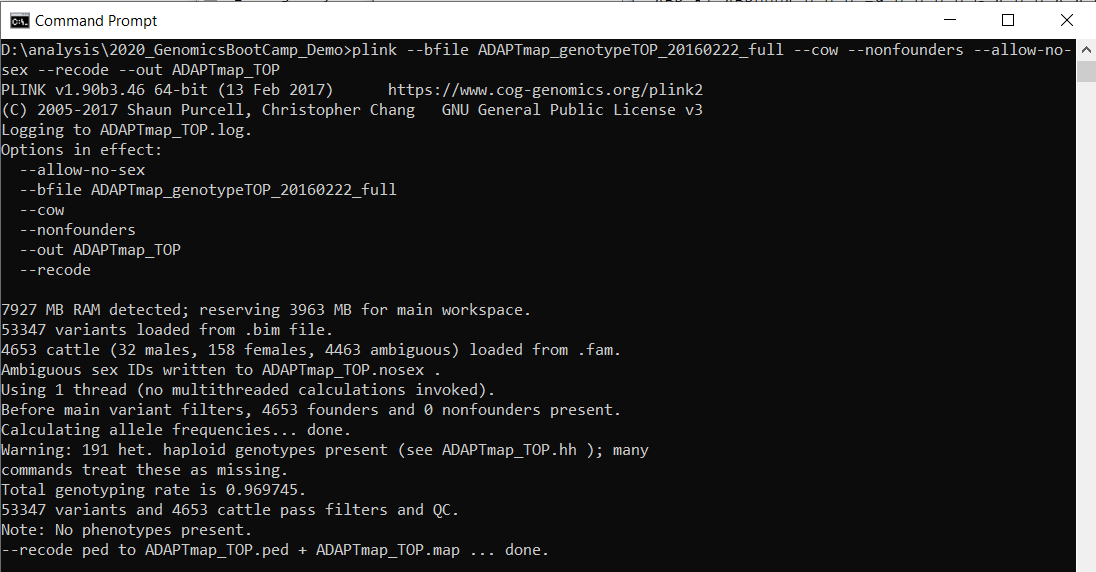 Command Prompt
D:\analysis\2020_GenomicsBootCamp_Demo>plink --bfile ADAPTmap_genotypeTOP_20160222_full --cow --nonfounders --allow-no-
sex --recode --out ADAPTmap_TOP
PLINK v1.90b3.46 64-bit (13 Feb 2017)      https://www.cog-genomics.org/plink2
(C) 2005-2017 Shaun Purcell, Christopher Chang   GNU General Public License v3
Logging to ADAPTmap_TOP.log.
Options in effect:
  --allow-no-sex
  --bfile ADAPTmap_genotypeTOP_20160222_full
  --cow
  --nonfounders
  --out ADAPTmap_TOP
  --recode
7927 MB RAM detected; reserving 3963 MB for main workspace.
53347 variants loaded from .bim file.
4653 cattle (32 males, 158 females, 4463 ambiguous) loaded from .fam.
Ambiguous sex IDs written to ADAPTmap_TOP.nosex .
Using 1 thread (no multithreaded calculations invoked).
Before main variant filters, 4653 founders and 0 nonfounders present.
Calculating allele frequencies... done.
Warning: 191 het. haploid genotypes present (see ADAPTmap_TOP.hh ); many
commands treat these as missing.
Total genotyping rate is 0.969745.
53347 variants and 4653 cattle pass filters and QC.
Note: No phenotypes present.
--recode ped to ADAPTmap_TOP.ped + ADAPTmap_TOP.map ... done.